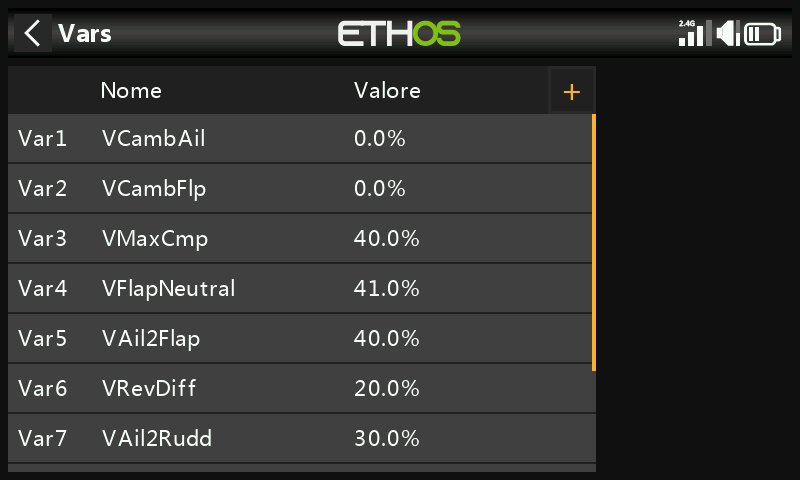 Vars ETHOS 2.4G
Nome Valore +
Var1 VCambAil 0.0%
Var2 VCambFlp 0.0%
Var3 VMaxCmp 40.0%
Var4 VFlapNeutral 41.0%
Var5 VAil2Flap 40.0%
Var6 VRevDiff 20.0%
Var7 VAil2Rudd 30.0%